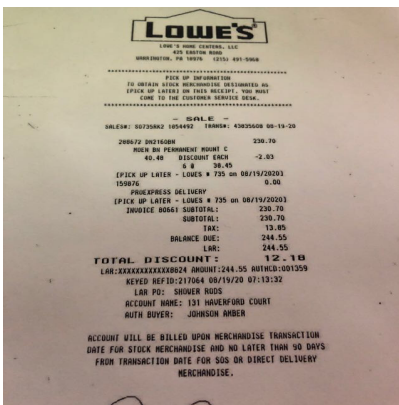 LOWE'S
LOWE'S HOME CENTERS, LLC
425 EASTON ROAD
WARRINGTON, PA 18976 (215) 491-5960
PICK UP INFORMATION
TO OBTAIN STOCK MERCHANDISE DESIGNATED AS
[PICK UP LATER] ON THIS RECEIPT, YOU MUST
COME TO THE CUSTOMER SERVICE DESK.
- SALE -
SALES#: 1054492 TRANS#: 43835608 08-19-20
200672 DN2160BN 230.70
MOEN BN PERMANENT MOUNT C
40.48 DISCOUNT EACH -2.03
6 @ 38.45
[PICK UP LATER - LOWES # 735 on 08/19/2020]
159876 0.00
PROEXPRESS DELIVERY
[PICK UP LATER - LOWES # 735 on 08/19/2020]
INVOICE 80661 SUBTOTAL: 230.70
SUBTOTAL: 230.70
TAX: 13.85
BALANCE DUE: 244.55
LAR: 244.55
TOTAL DISCOUNT: 12.18
LAR:XXXXXXXXXXXX8624 AMOUNT:244.55 AUTHCD:001359
KEYED REFID:217064 08/19/20 07:13:32
LAR PO: SHOWER RODS
ACCOUNT NAME: 131 HAVERFORD COURT
AUTH BUYER: JOHNSON AMBER
ACCOUNT WILL BE BILLED UPON MERCHANDISE TRANSACTION
DATE FOR STOCK MERCHANDISE AND NO LATER THAN 90 DAYS
FROM TRANSACTION DATE FOR SOS OR DIRECT DELIVERY
MERCHANDISE.